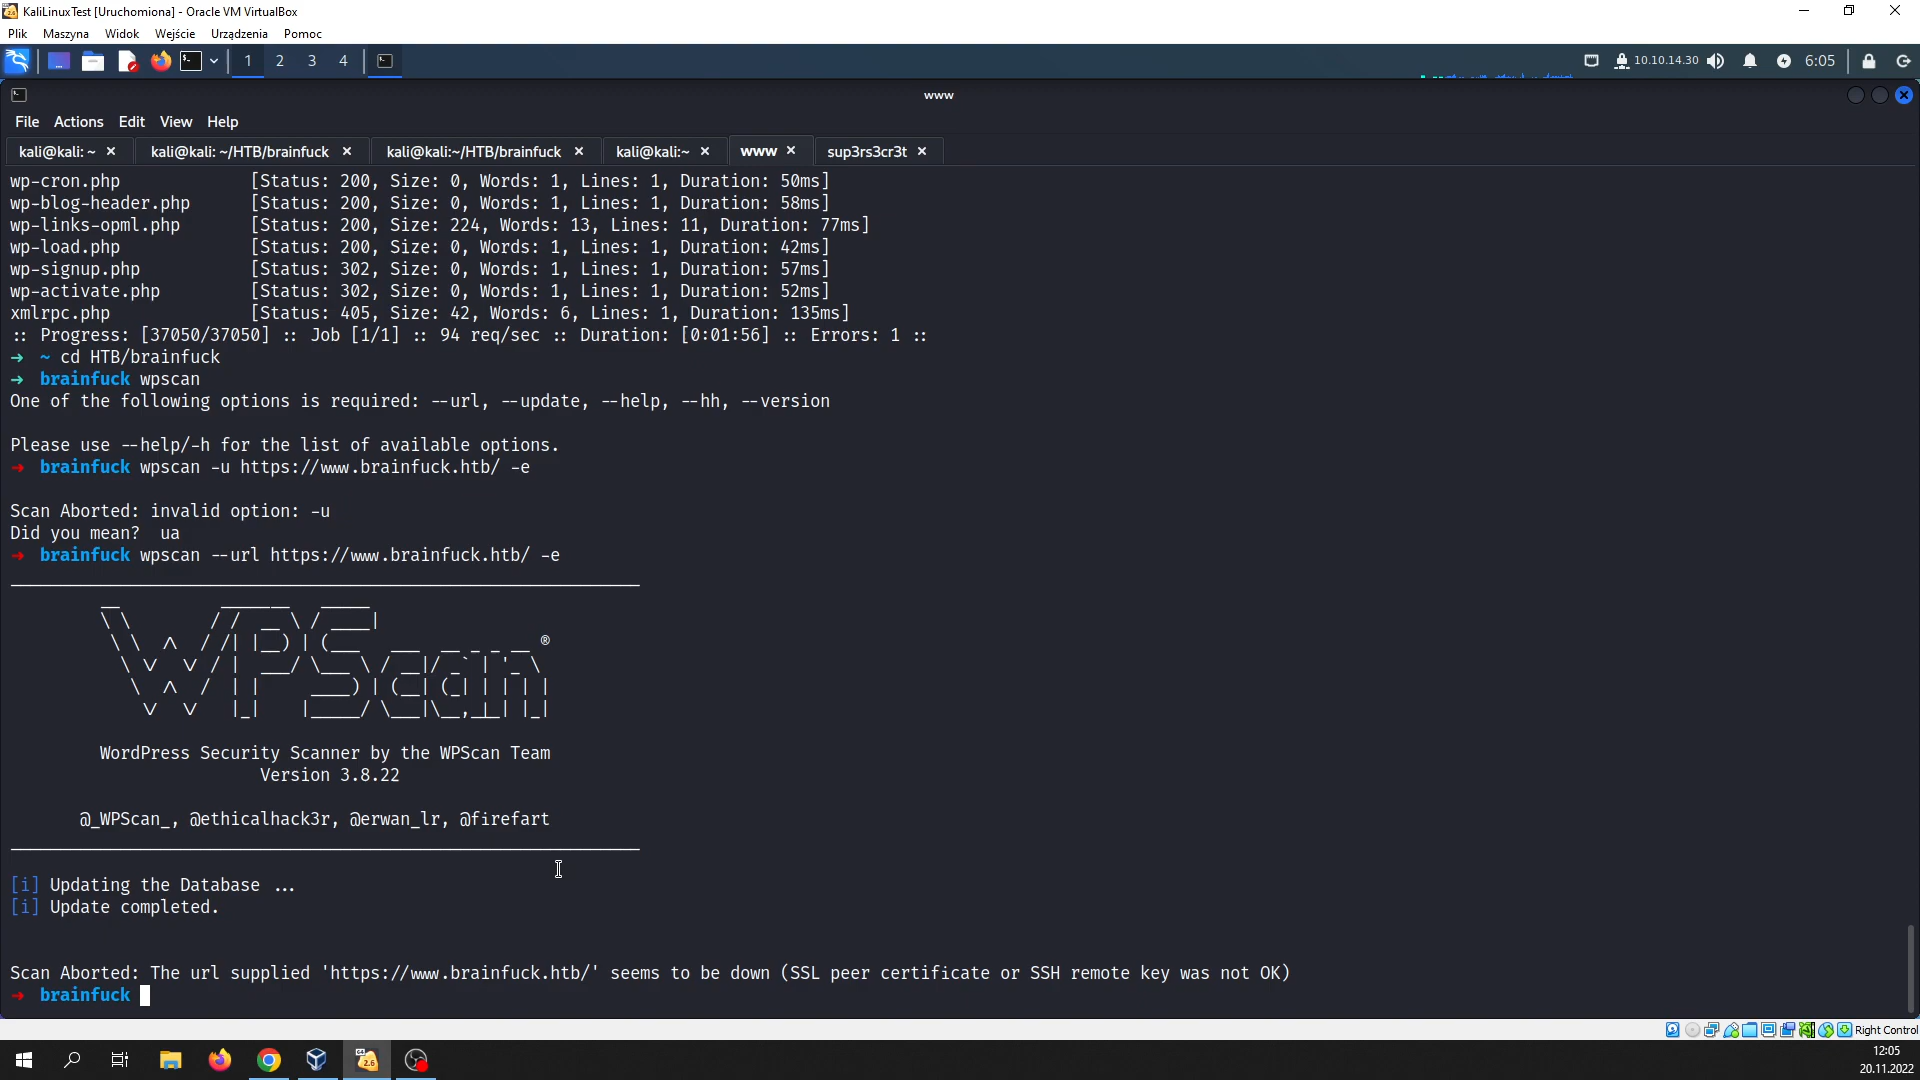 KaliLinuxTest [Uruchomiona] - Oracle VM VirtualBox
Plik Maszyna Widok Wejście Urządzenia Pomoc
1 2 3 4 10.10.14.30 6:05
www
File Actions Edit View Help
kali@kali: ~ × kali@kali: ~/HTB/brainfuck × kali@kali:~/HTB/brainfuck × kali@kali:~ × www × sup3rs3cr3t ×
wp-cron.php [Status: 200, Size: 0, Words: 1, Lines: 1, Duration: 50ms]
wp-blog-header.php [Status: 200, Size: 0, Words: 1, Lines: 1, Duration: 58ms]
wp-links-opml.php [Status: 200, Size: 224, Words: 13, Lines: 11, Duration: 77ms]
wp-load.php [Status: 200, Size: 0, Words: 1, Lines: 1, Duration: 42ms]
wp-signup.php [Status: 302, Size: 0, Words: 1, Lines: 1, Duration: 57ms]
wp-activate.php [Status: 302, Size: 0, Words: 1, Lines: 1, Duration: 52ms]
xmlrpc.php [Status: 405, Size: 42, Words: 6, Lines: 1, Duration: 135ms]
:: Progress: [37050/37050] :: Job [1/1] :: 94 req/sec :: Duration: [0:01:56] :: Errors: 1 ::
→ ~ cd HTB/brainfuck
→ brainfuck wpscan
One of the following options is required: --url, --update, --help, --hh, --version
Please use --help/-h for the list of available options.
→ brainfuck wpscan -u https://www.brainfuck.htb/ -e
Scan Aborted: invalid option: -u
Did you mean? ua
→ brainfuck wpscan --url https://www.brainfuck.htb/ -e
WPScan ®
WordPress Security Scanner by the WPScan Team
Version 3.8.22
@_WPScan_, @ethicalhack3r, @erwan_lr, @firefart
[i] Updating the Database ...
[i] Update completed.
Scan Aborted: The url supplied 'https://www.brainfuck.htb/' seems to be down (SSL peer certificate or SSH remote key was not OK)
→ brainfuck
Right Control
12:05
20.11.2022